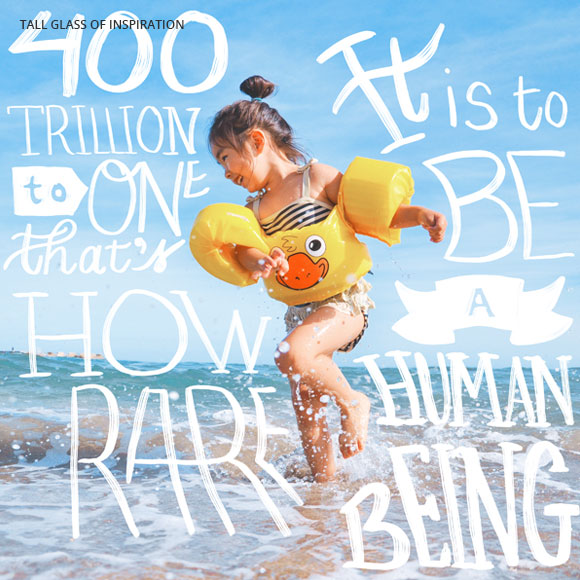 TALL GLASS OF INSPIRATION
400
TRILLION
to ONE
that's
HOW
RARE
It is to
BE
A
HUMAN
BEING